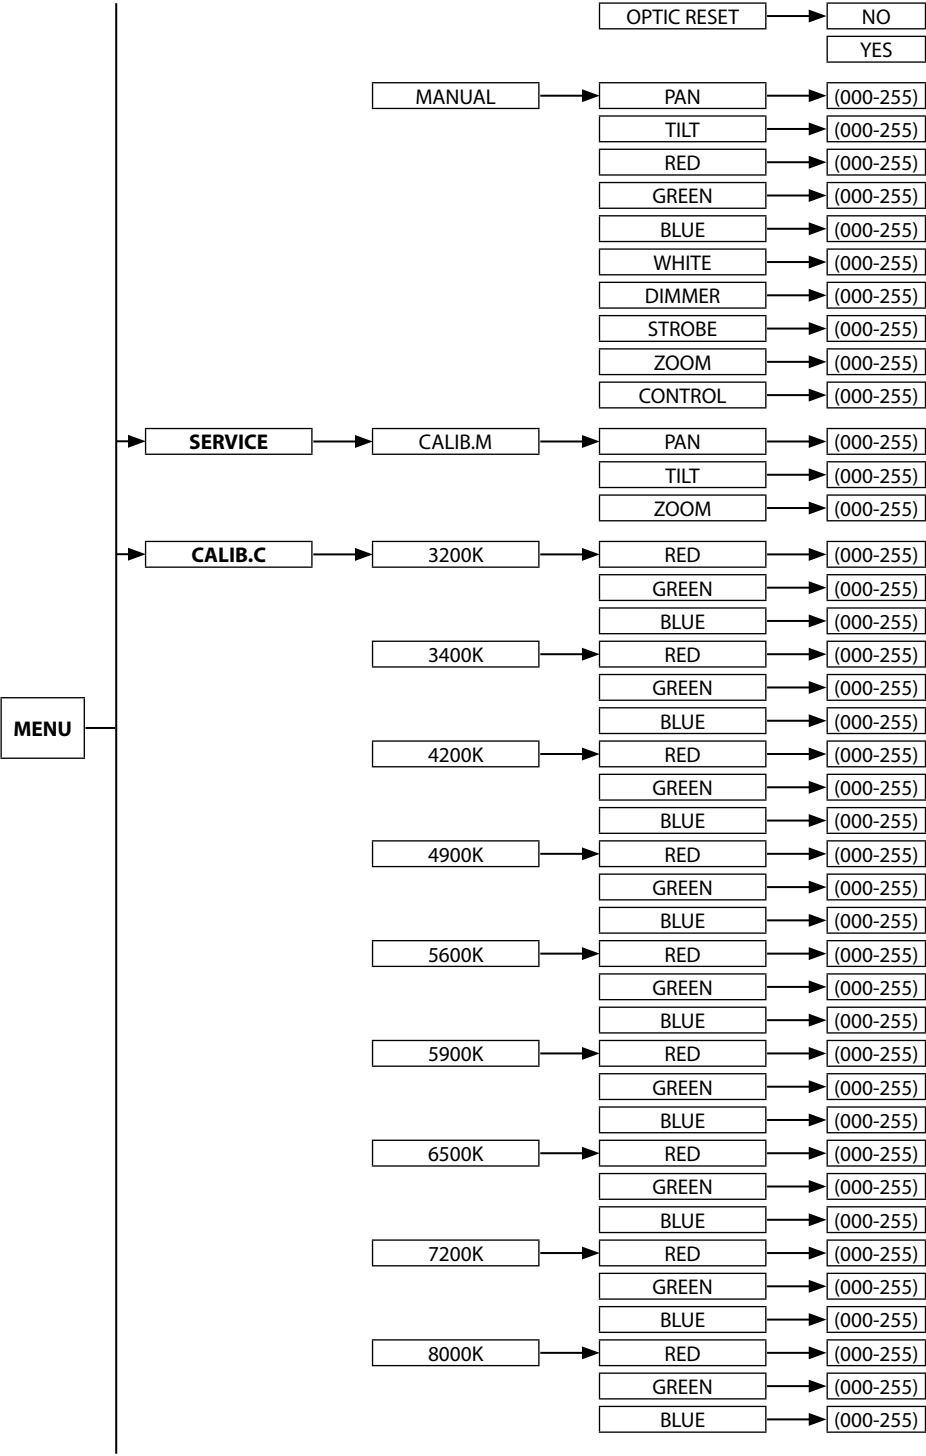 OPTIC RESET NO
YES
MANUAL PAN (000-255)
TILT (000-255)
RED (000-255)
GREEN (000-255)
BLUE (000-255)
WHITE (000-255)
DIMMER (000-255)
STROBE (000-255)
ZOOM (000-255)
CONTROL (000-255)
SERVICE CALIB.M PAN (000-255)
TILT (000-255)
ZOOM (000-255)
CALIB.C 3200K RED (000-255)
GREEN (000-255)
BLUE (000-255)
3400K RED (000-255)
GREEN (000-255)
MENU
BLUE (000-255)
4200K RED (000-255)
GREEN (000-255)
BLUE (000-255)
4900K RED (000-255)
GREEN (000-255)
BLUE (000-255)
5600K RED (000-255)
GREEN (000-255)
BLUE (000-255)
5900K RED (000-255)
GREEN (000-255)
BLUE (000-255)
6500K RED (000-255)
GREEN (000-255)
BLUE (000-255)
7200K RED (000-255)
GREEN (000-255)
BLUE (000-255)
8000K RED (000-255)
GREEN (000-255)
BLUE (000-255)